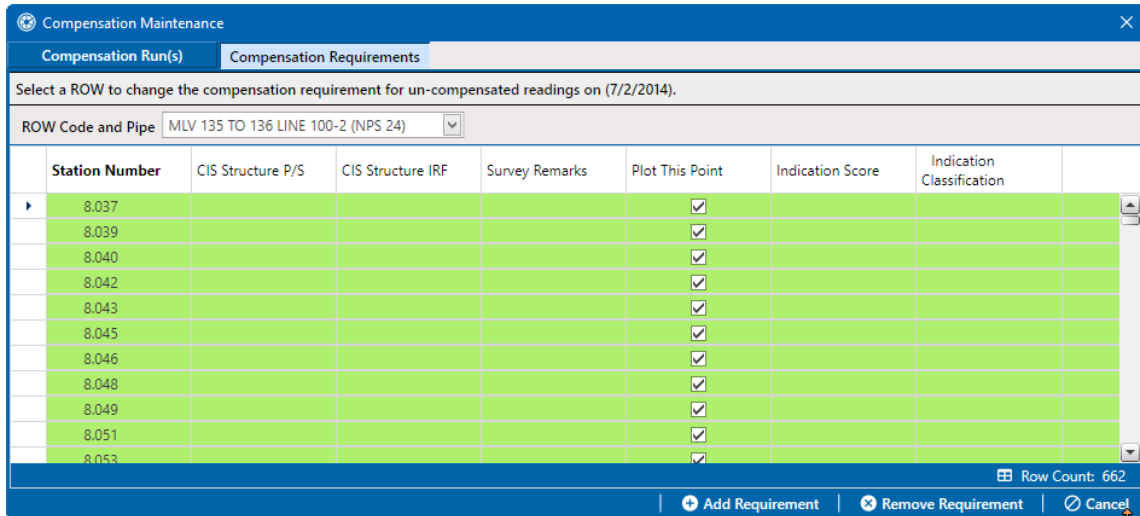 Compensation Maintenance
Compensation Run(s) Compensation Requirements
Select a ROW to change the compensation requirement for un-compensated readings on (7/2/2014).
ROW Code and Pipe MLV 135 TO 136 LINE 100-2 (NPS 24)
Station Number CIS Structure P/S CIS Structure IRF Survey Remarks Plot This Point Indication Score Indication
Classification
8.037
8.039
8.040
8.042
8.043
8.045
8.046
8.048
8.049
8.051
8.053
Row Count: 662
Add Requirement Remove Requirement Cancel